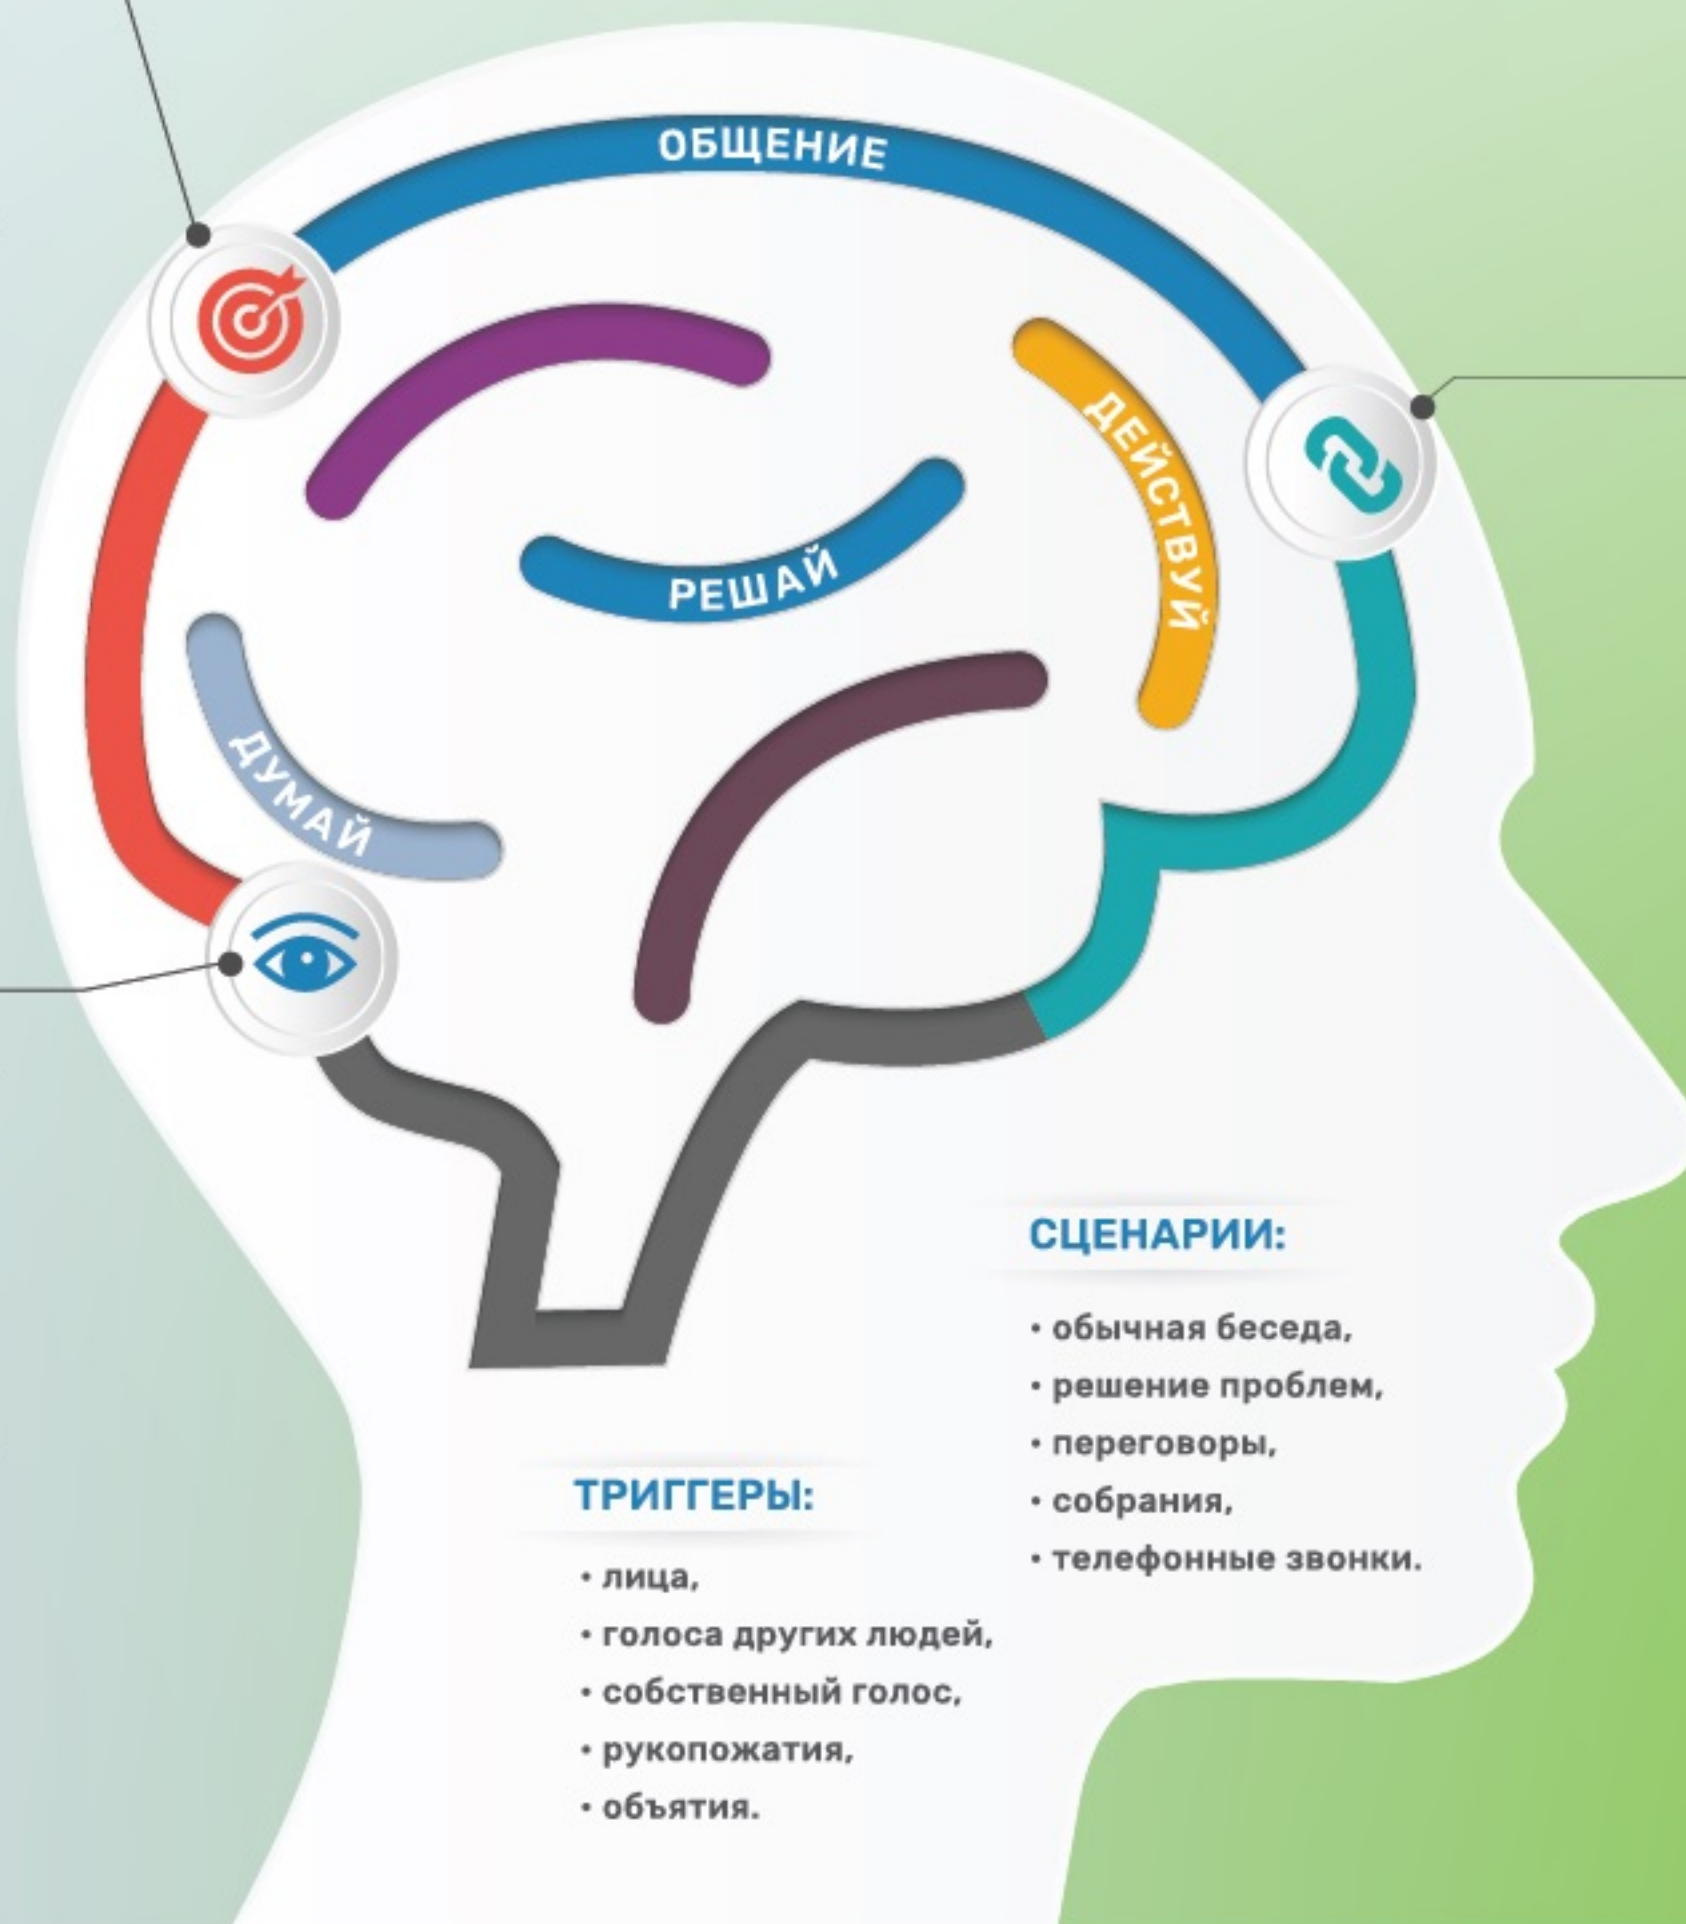 ОБЩЕНИЕ
ДЕЙСТВУЙ
РЕШАЙ
ДУМАЙ
СЦЕНАРИИ:
• обычная беседа,
• решение проблем,
• переговоры,
• собрания,
• телефонные звонки.
ТРИГГЕРЫ:
• лица,
• голоса других людей,
• собственный голос,
• рукопожатия,
• объятия.